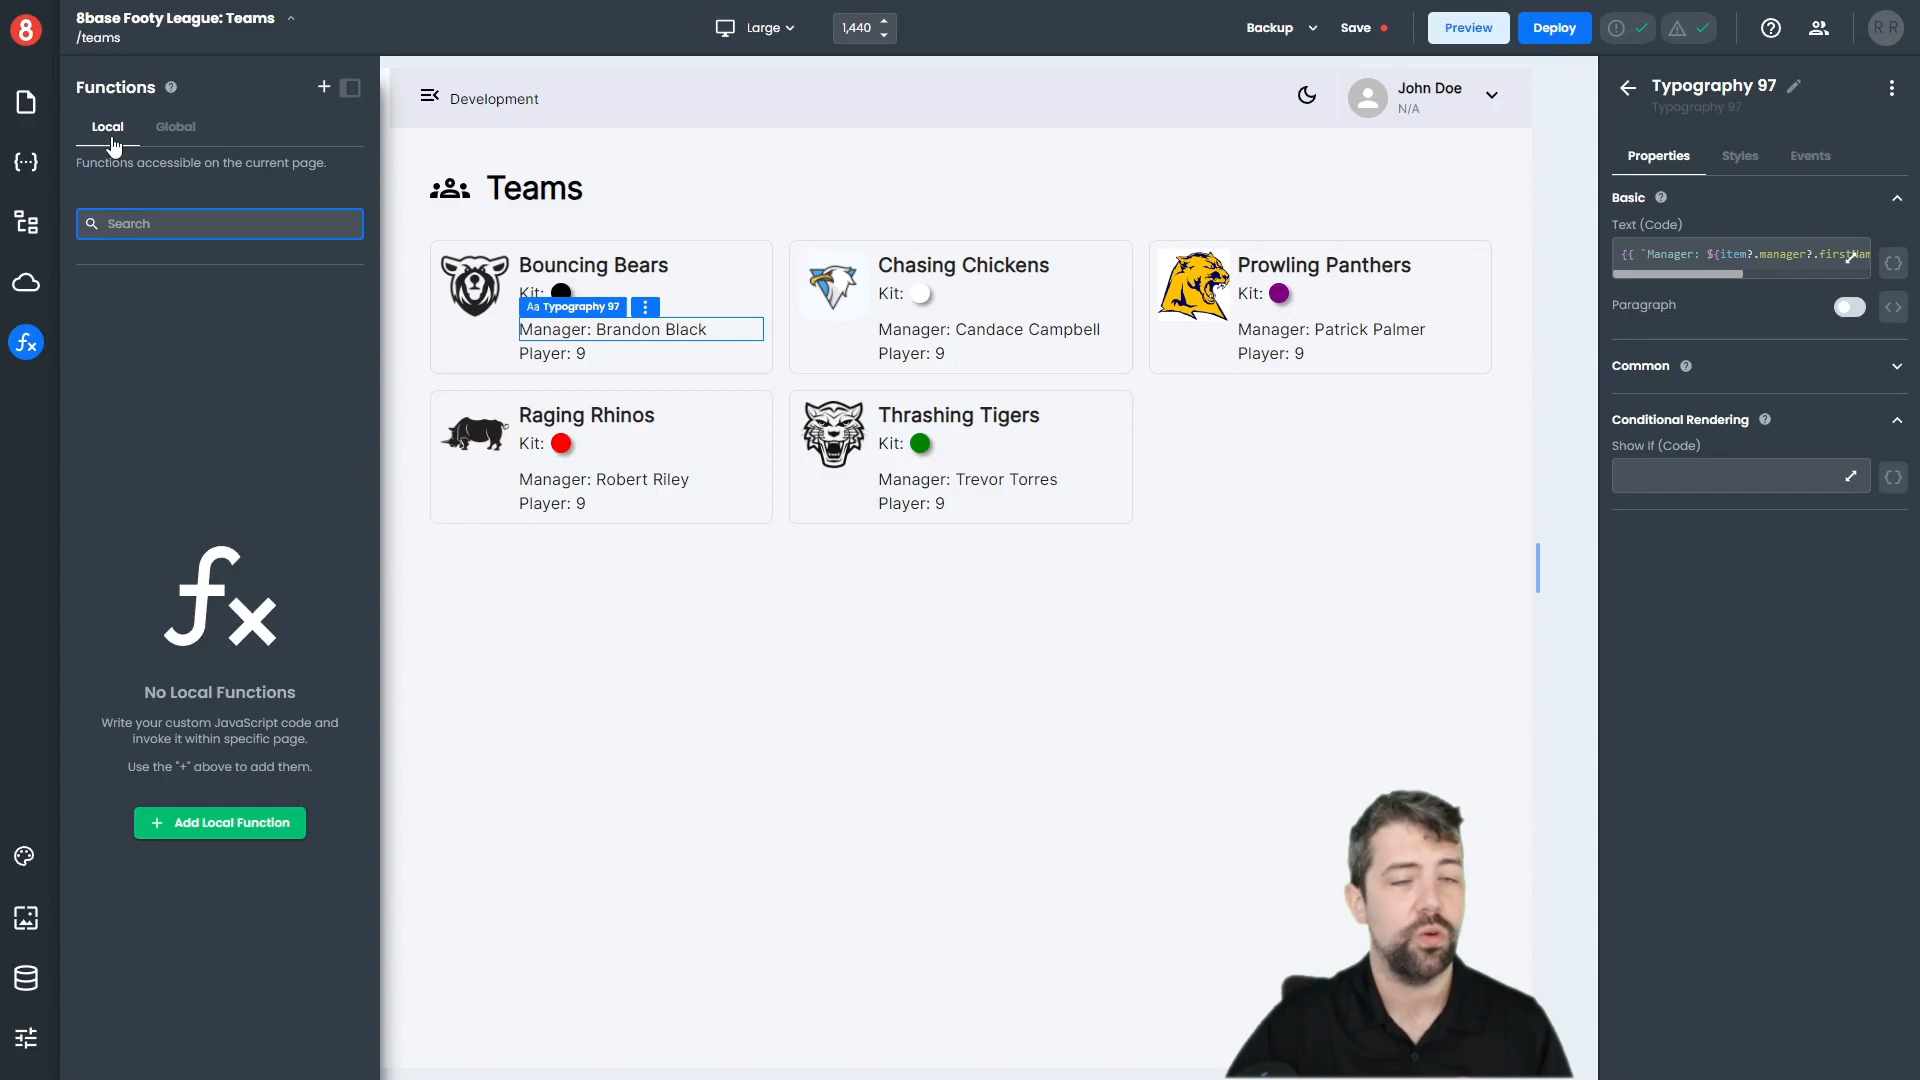 8
8base Footy League: Teams
/teams
Large
1,440
Backup
Save
Preview
Deploy
R R
Functions
Local
Global
Functions accessible on the current page.
Search
fx
No Local Functions
Write your custom JavaScript code and
invoke it within specific page.
Use the "+" above to add them.
+ Add Local Function
Development
John Doe
N/A
Teams
Bouncing Bears
Kit:
Aa Typography 97
Manager: Brandon Black
Player: 9
Chasing Chickens
Kit:
Manager: Candace Campbell
Player: 9
Prowling Panthers
Kit:
Manager: Patrick Palmer
Player: 9
Raging Rhinos
Kit:
Manager: Robert Riley
Player: 9
Thrashing Tigers
Kit:
Manager: Trevor Torres
Player: 9
Typography 97
Typography 97
Properties
Styles
Events
Basic
Text (Code)
{{ `Manager: ${item?.manager?.firstNam
Paragraph
Common
Conditional Rendering
Show If (Code)